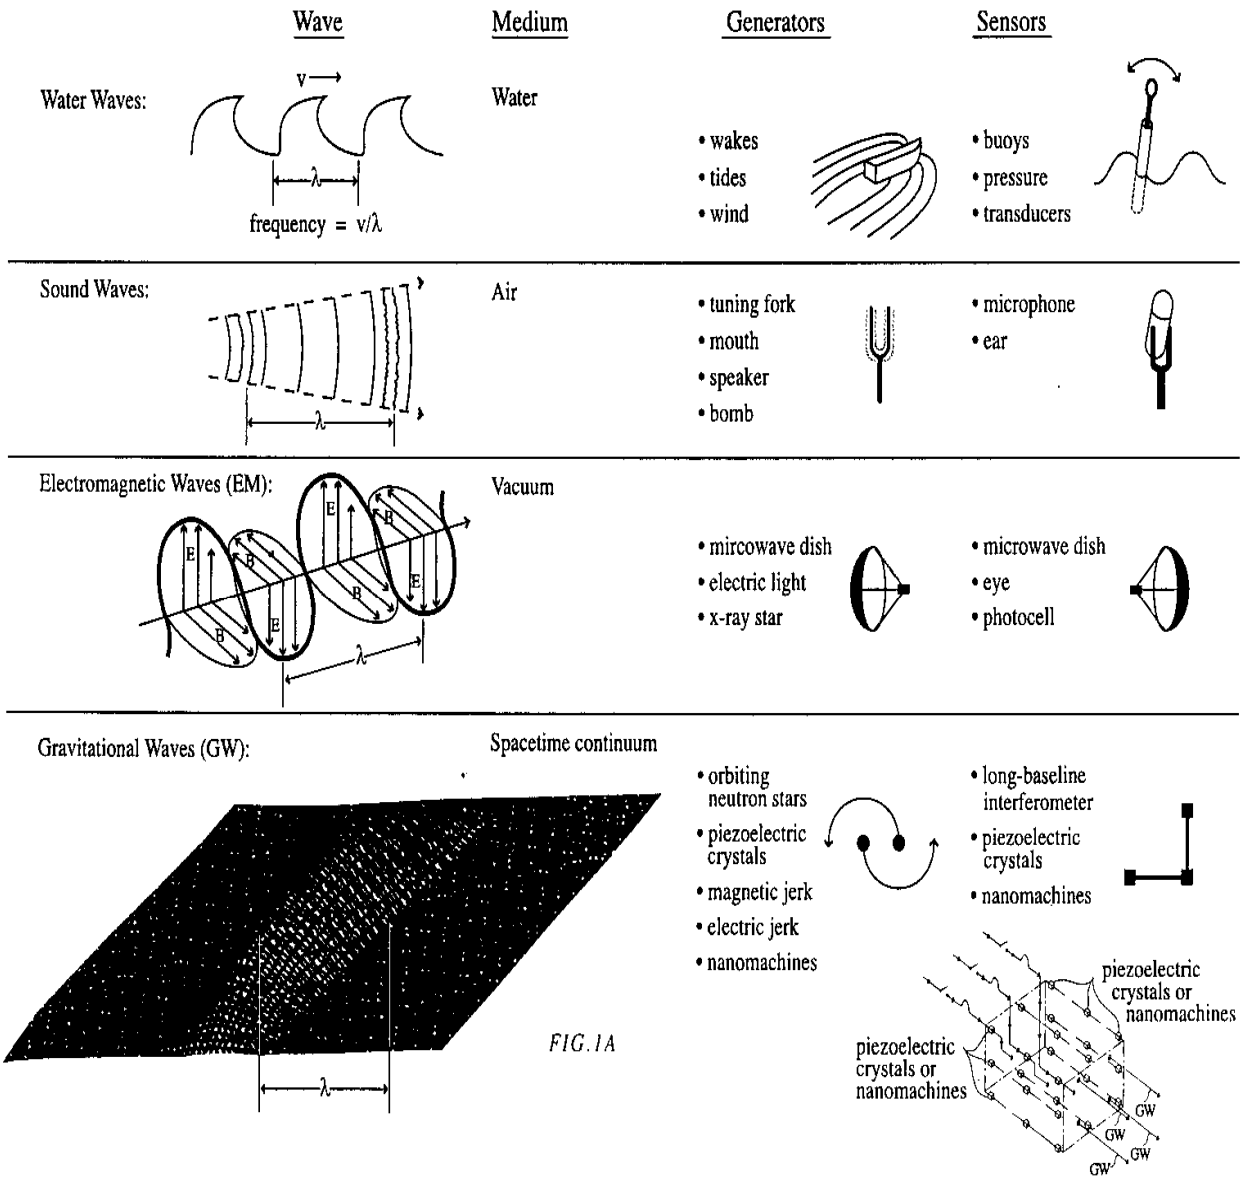 Wave
Medium
Generators
Sensors
Water Waves:
v
λ
frequency = v/λ
Water
• wakes
• tides
• wind
• buoys
• pressure
• transducers
Sound Waves:
λ
Air
• tuning fork
• mouth
• speaker
• bomb
• microphone
• ear
Electromagnetic Waves (EM):
E
B
B
E
E
B
B
E
λ
Vacuum
• mircowave dish
• electric light
• x-ray star
• microwave dish
• eye
• photocell
Gravitational Waves (GW):
λ
Spacetime continuum
• orbiting
neutron stars
• piezoelectric
crystals
• magnetic jerk
• electric jerk
• nanomachines
• long-baseline
interferometer
• piezoelectric
crystals
• nanomachines
piezoelectric
crystals or
nanomachines
piezoelectric
crystals or
nanomachines
GW
GW
GW
GW
FIG.1A